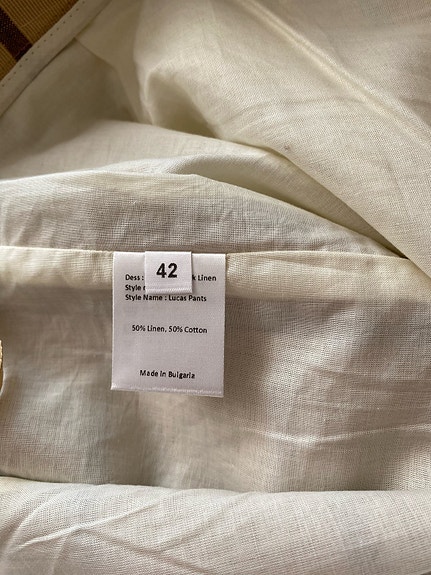 42
Dess : Linen
Style
Style Name : Lucas Pants
50% Linen, 50% Cotton
Made in Bulgaria